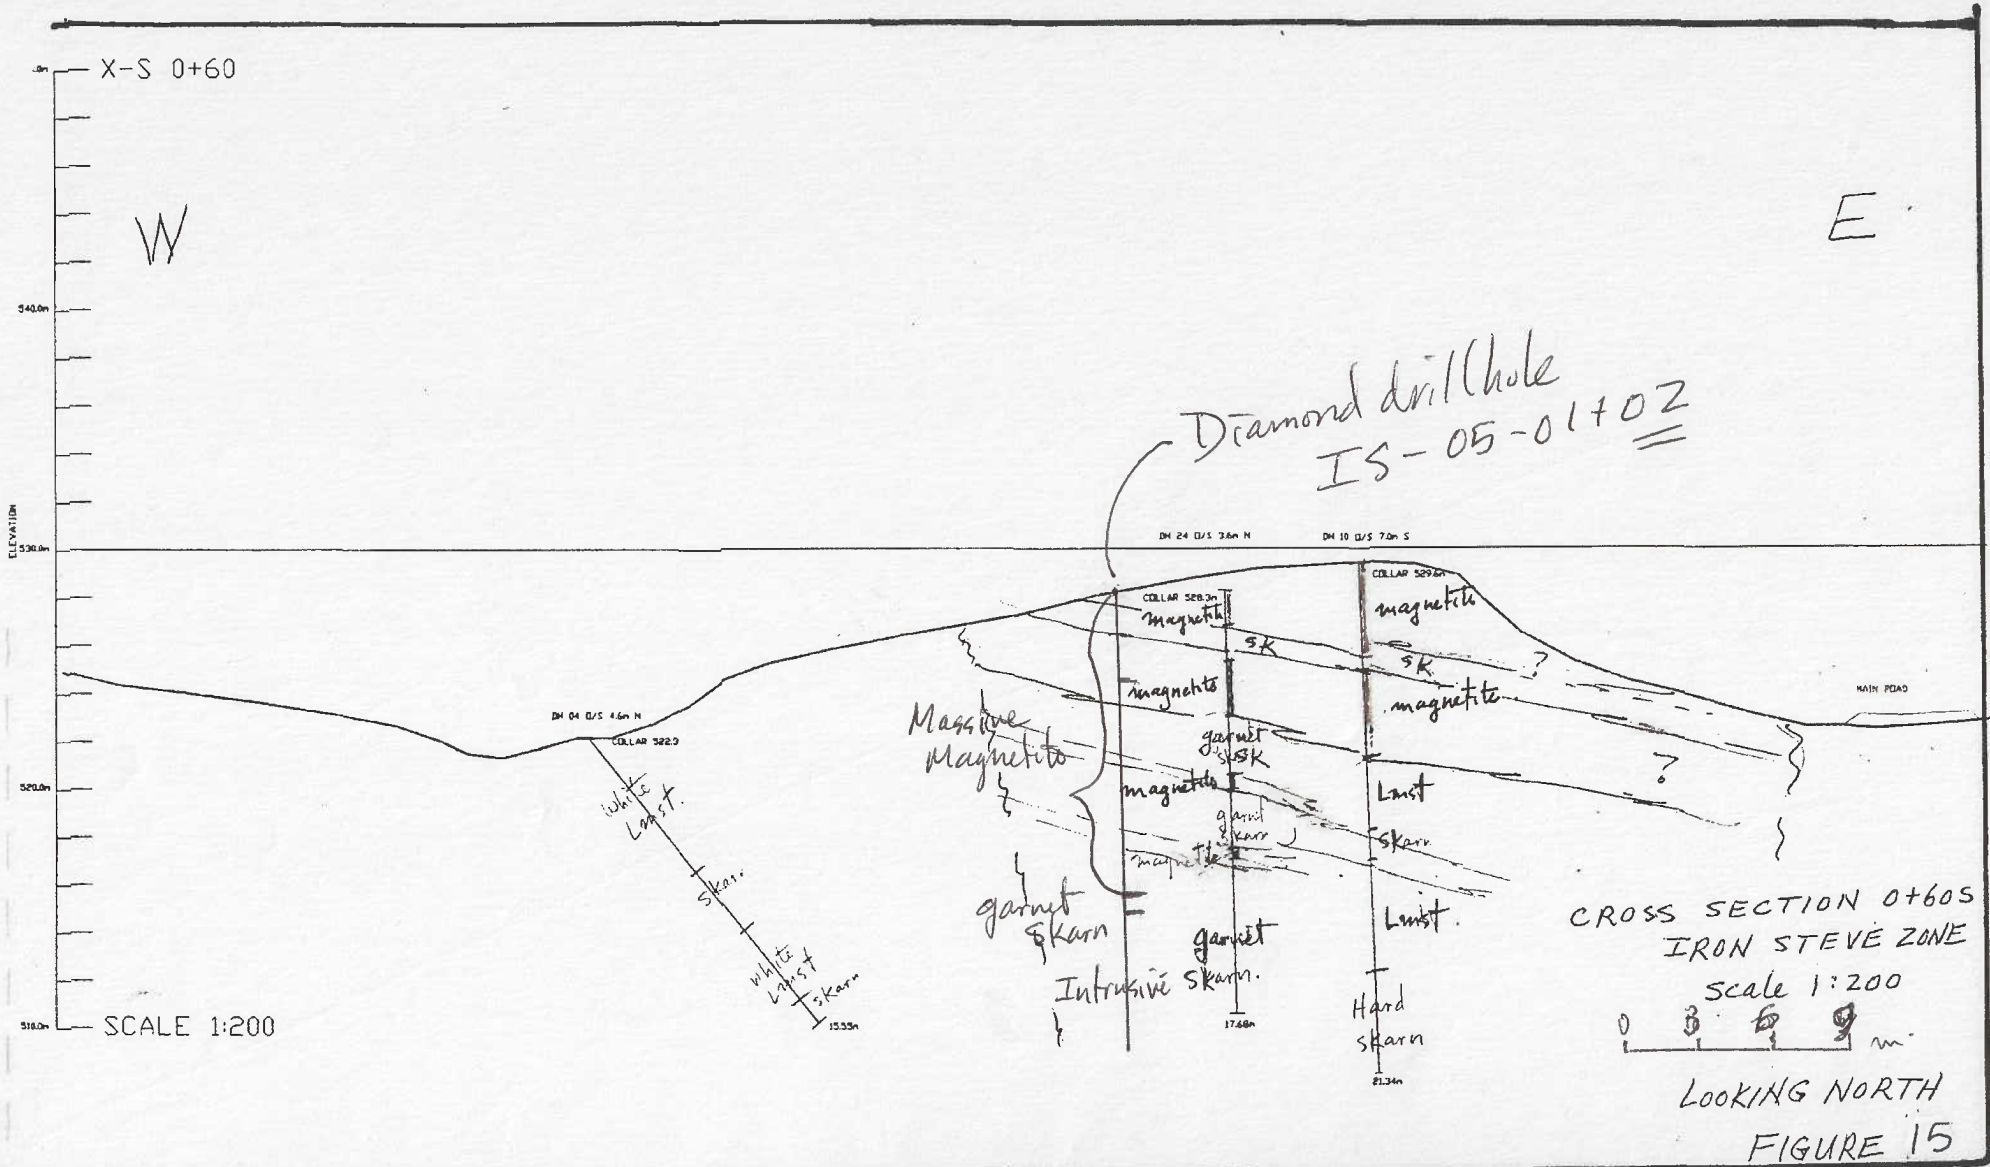 X-S 0+60
W
E
540.0m
Diamond drillhole
IS-05-01+02
ELEVATION
530.0m
DH 24 O/S 3.6m N
DH 10 O/S 7.0m S
COLLAR 528.3m
COLLAR 529.6m
magnetite
magnetite
SK
SK
?
magnetite
magnetite
MAIN ROAD
DH 04 O/S 4.6m N
COLLAR 522.9
Massive
Magnetite
garnet
SK
?
520.0m
magnetite
Lmst
White
Lmst.
garnet
skarn
skarn
magnetite
skarn
garnet
skarn
garnet
skarn.
Lmst.
White
Lmst
skarn
Intrusive
Hard
skarn
510.0m
SCALE 1:200
15.55m
17.68m
21.34m
CROSS SECTION 0+60S
IRON STEVE ZONE
scale 1:200
0 3 6 9 m.
LOOKING NORTH
FIGURE 15